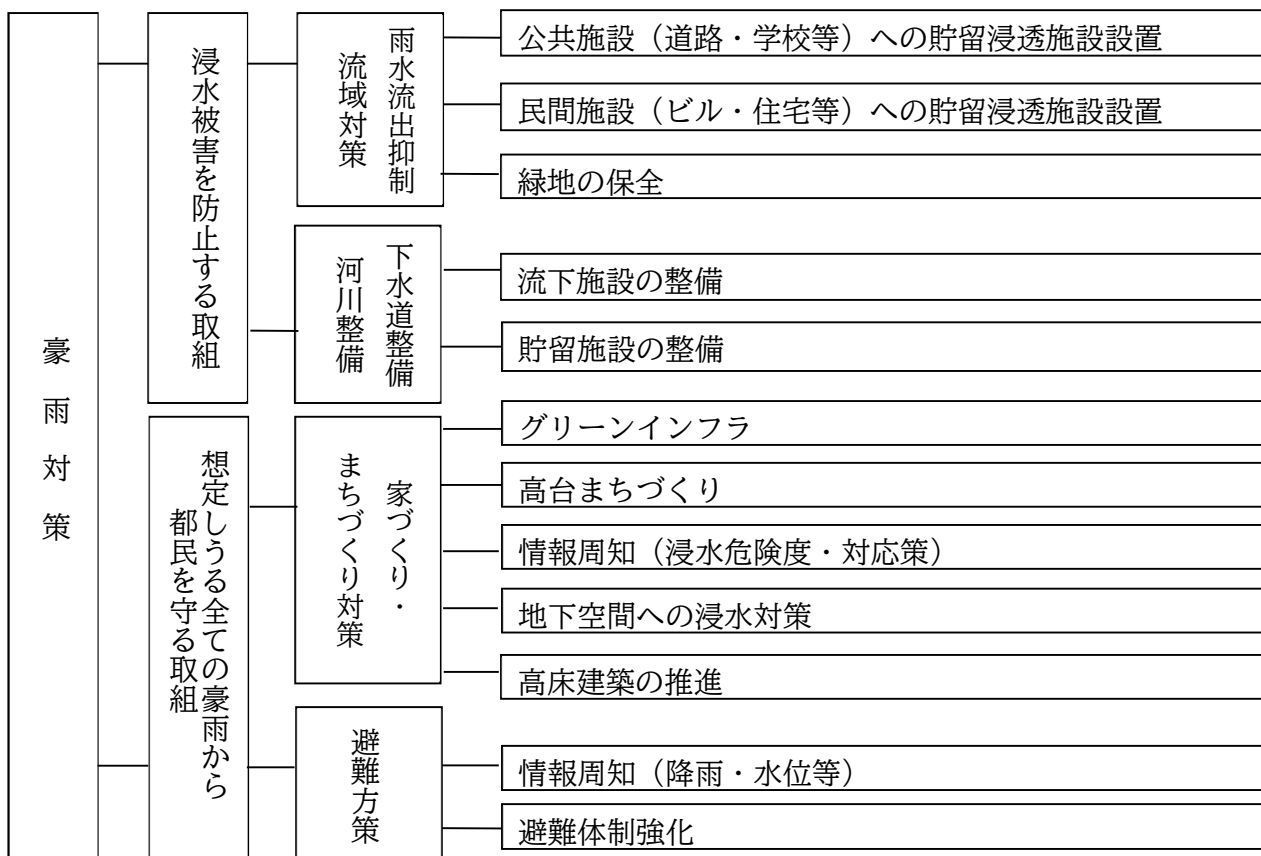 豪雨対策
浸水被害を防止する取組
雨水流出抑制
流域対策
公共施設（道路・学校等）への貯留浸透施設設置
民間施設（ビル・住宅等）への貯留浸透施設設置
緑地の保全
下水道整備
河川整備
流下施設の整備
貯留施設の整備
想定しうる全ての豪雨から
都民を守る取組
家づくり・
まちづくり対策
グリーンインフラ
高台まちづくり
情報周知（浸水危険度・対応策）
地下空間への浸水対策
高床建築の推進
避難方策
情報周知（降雨・水位等）
避難体制強化